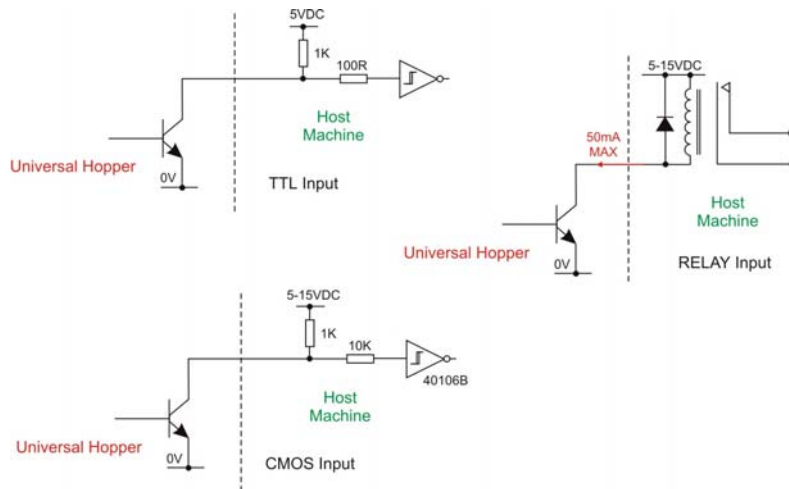 5VDC
1K
100R
Host
Machine
Universal Hopper
0V
TTL Input
5-15VDC
50mA
MAX
Host
Machine
Universal Hopper
0V
RELAY Input
5-15VDC
1K
10K
40106B
Host
Machine
Universal Hopper
0V
CMOS Input